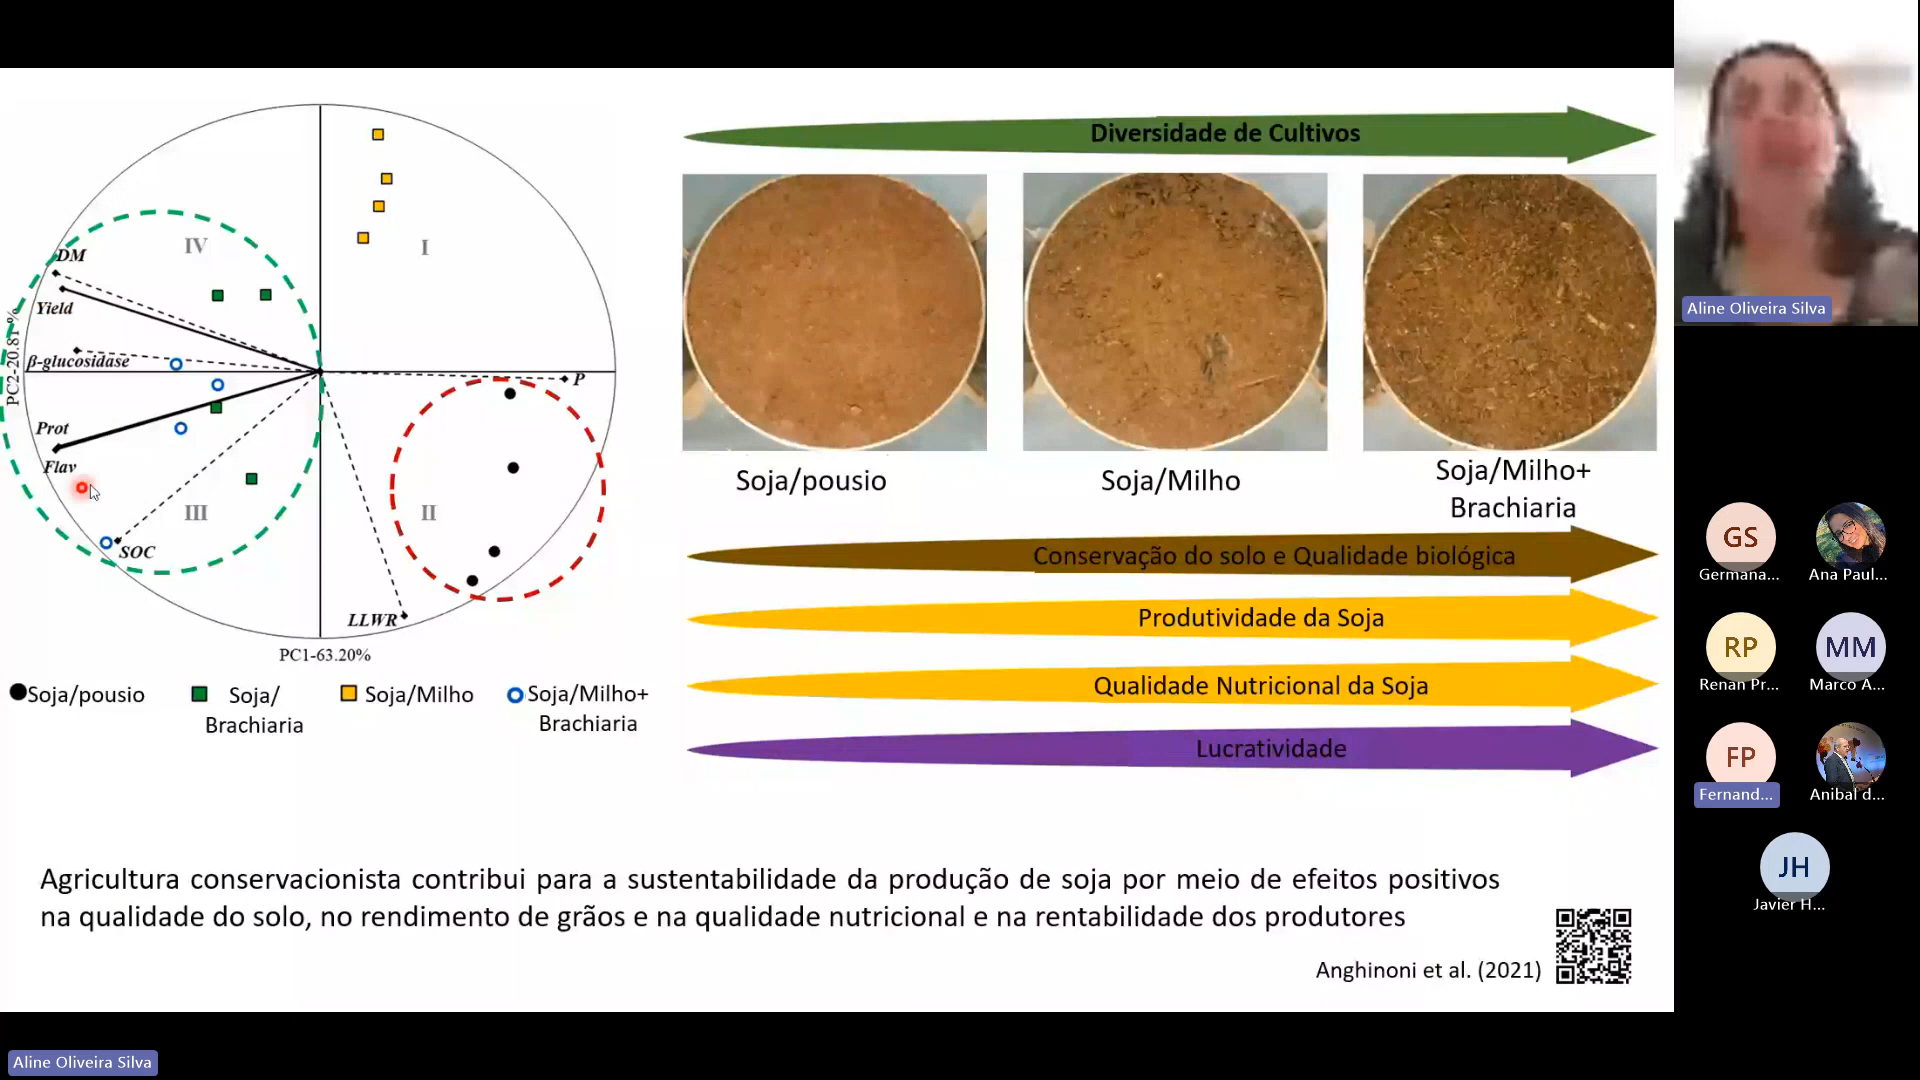 Diversidade de Cultivos
IV
I
DM
Yield
β-glucosidase
PC2-20.81 %
P
Prot
Flav
III
II
SOC
LLWR
PC1-63.20%
Soja/pousio
Soja/
Brachiaria
Soja/Milho
Soja/Milho+
Brachiaria
Soja/pousio
Soja/Milho
Soja/Milho+
Brachiaria
Conservação do solo e Qualidade biológica
Produtividade da Soja
Qualidade Nutricional da Soja
Lucratividade
Agricultura conservacionista contribui para a sustentabilidade da produção de soja por meio de efeitos positivos
na qualidade do solo, no rendimento de grãos e na qualidade nutricional e na rentabilidade dos produtores
Anghinoni et al. (2021)
Aline Oliveira Silva
Aline Oliveira Silva
GS
Germana...
Ana Paul...
RP
Renan Pr...
MM
Marco A...
FP
Fernand...
Anibal d...
JH
Javier H...